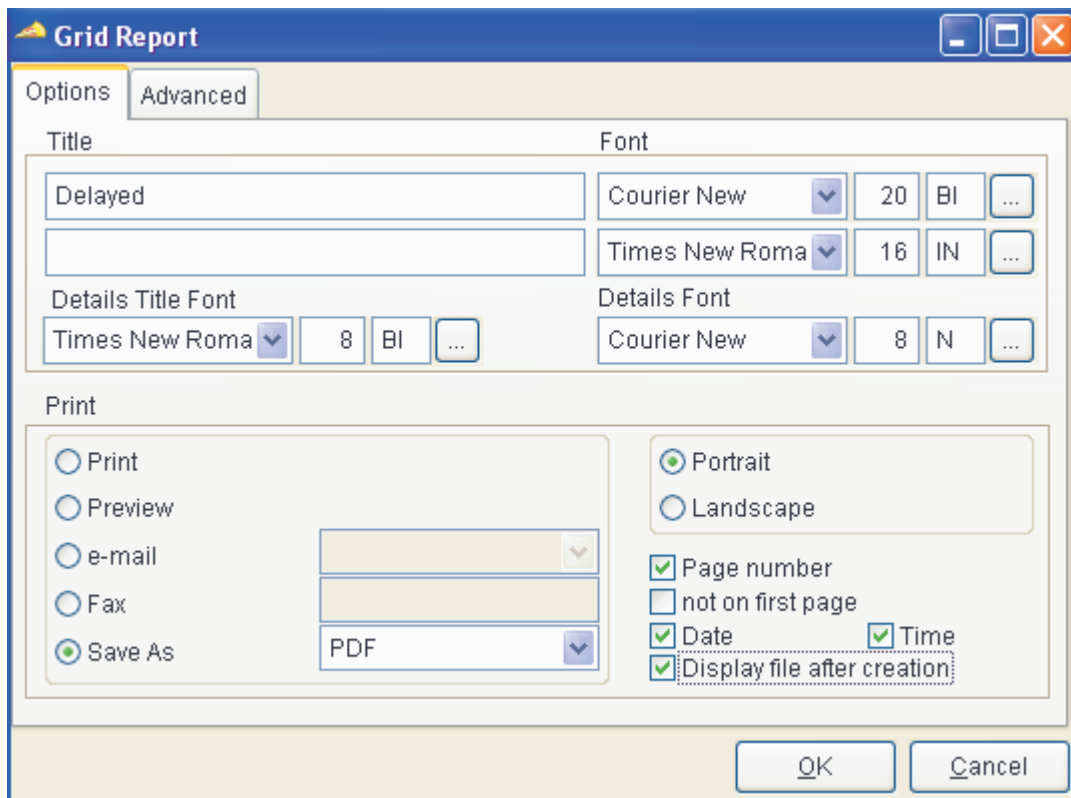 Grid Report
Options Advanced
Title Font
Delayed Courier New 20 BI ...
Times New Roma 16 IN ...
Details Title Font Details Font
Times New Roma 8 BI ... Courier New 8 N ...
Print
Print Portrait
Preview Landscape
e-mail
Page number
Fax not on first page
Save As PDF Date Time
Display file after creation
OK Cancel